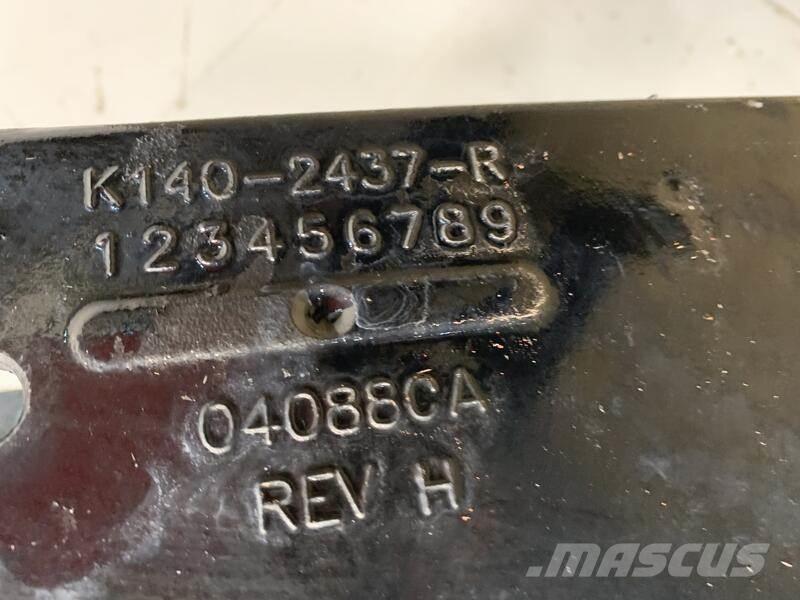 K140-2437-R
123456789
04088CA
REV H
MASCUS